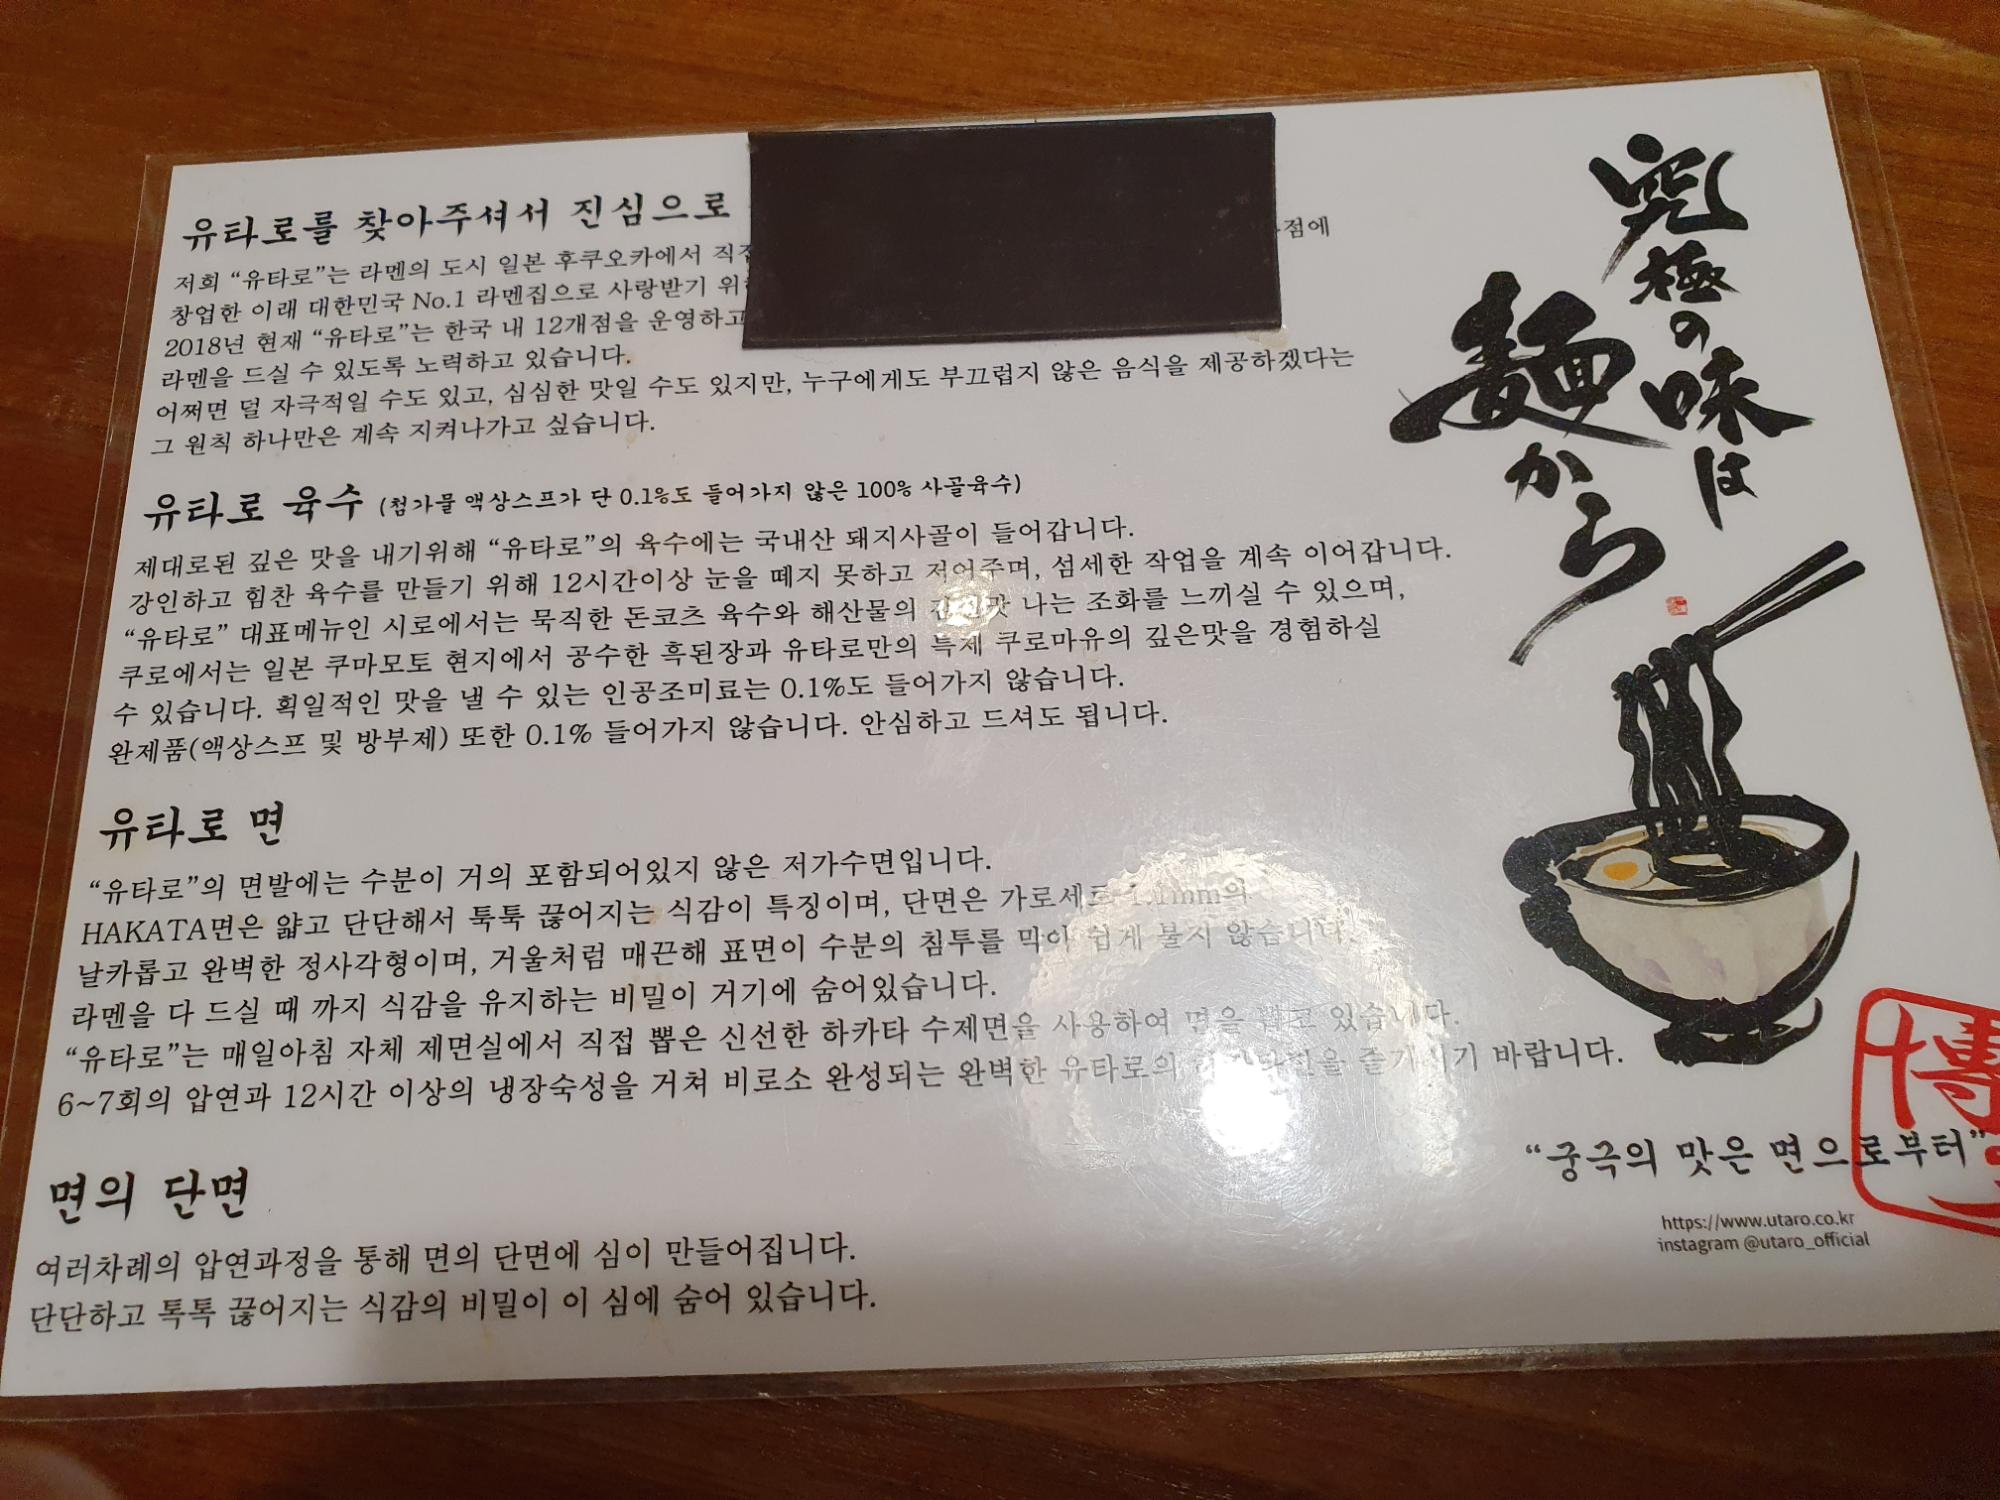 유타로를 찾아주셔서 진심으로
저희 “유타로”는 라멘의 도시 일본 후쿠오카에서 직접
점에
창업한 이래 대한민국 No.1 라멘집으로 사랑받기 위해
2018년 현재 “유타로”는 한국 내 12개점을 운영하고
라멘을 드실 수 있도록 노력하고 있습니다.
어쩌면 덜 자극적일 수도 있고, 심심한 맛일 수도 있지만, 누구에게도 부끄럽지 않은 음식을 제공하겠다는
그 원칙 하나만은 계속 지켜나가고 싶습니다.
유타로 육수 (첨가물 액상스프가 단 0.1%도 들어가지 않은 100% 사골육수)
제대로된 깊은 맛을 내기위해 “유타로”의 육수에는 국내산 돼지사골이 들어갑니다.
강인하고 힘찬 육수를 만들기 위해 12시간이상 눈을 떼지 못하고 저어주며, 섬세한 작업을 계속 이어갑니다.
“유타로” 대표메뉴인 시로에서는 묵직한 돈코츠 육수와 해산물의 나는 조화를 느끼실 수 있으며,
쿠로에서는 일본 쿠마모토 현지에서 공수한 흑된장과 유타로만의 특제 쿠로마유의 깊은맛을 경험하실
수 있습니다. 획일적인 맛을 낼 수 있는 인공조미료는 0.1%도 들어가지 않습니다.
완제품(액상스프 및 방부제) 또한 0.1% 들어가지 않습니다. 안심하고 드셔도 됩니다.
유타로 면
“유타로”의 면발에는 수분이 거의 포함되어있지 않은 저가수면입니다.
HAKATA면은 얇고 단단해서 툭툭 끊어지는 식감이 특징이며, 단면은 가로세로 1.1mm의
날카롭고 완벽한 정사각형이며, 거울처럼 매끈해 표면이 수분의 침투를 막아 쉽게 불지 않습니다.
라멘을 다 드실 때 까지 식감을 유지하는 비밀이 거기에 숨어있습니다.
“유타로”는 매일아침 자체 제면실에서 직접 뽑은 신선한 하카타 수제면을 사용하여 면을 있습니다.
6~7회의 압연과 12시간 이상의 냉장숙성을 거쳐 비로소 완성되는 완벽한 유타로의 바랍니다.
면의 단면
여러차례의 압연과정을 통해 면의 단면에 심이 만들어집니다.
단단하고 톡톡 끊어지는 식감의 비밀이 이 심에 숨어 있습니다.
究極の味は
麺から
博
“궁극의 맛은 면으로부터”
https://www.utaro.co.kr
instagram @utaro_official